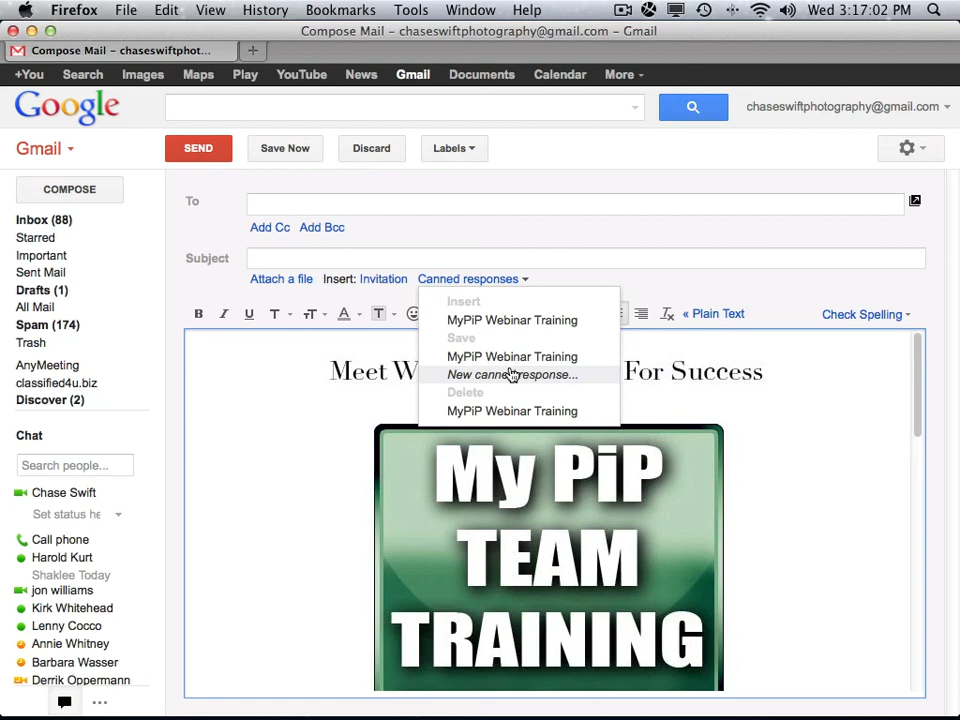 Firefox File Edit View History Bookmarks Tools Window Help Wed 3:17:02 PM
Compose Mail – chaseswiftphotography@gmail.com – Gmail
Compose Mail – chaseswiftphot...
+You Search Images Maps Play YouTube News Gmail Documents Calendar More
Google chaseswiftphotography@gmail.com
Gmail SEND Save Now Discard Labels
COMPOSE
To
Add Cc Add Bcc
Subject
Attach a file Insert: Invitation Canned responses
B I U T T A T « Plain Text Check Spelling
Insert
MyPiP Webinar Training
Save
MyPiP Webinar Training
New canned response...
Delete
MyPiP Webinar Training
Meet For Success
My PiP
TEAM
TRAINING
Inbox (88)
Starred
Important
Sent Mail
Drafts (1)
All Mail
Spam (174)
Trash
AnyMeeting
classified4u.biz
Discover (2)
Chat
Search people...
Chase Swift
Set status he
Call phone
Harold Kurt
Shaklee Today
jon williams
Kirk Whitehead
Lenny Cocco
Annie Whitney
Barbara Wasser
Derrik Oppermann